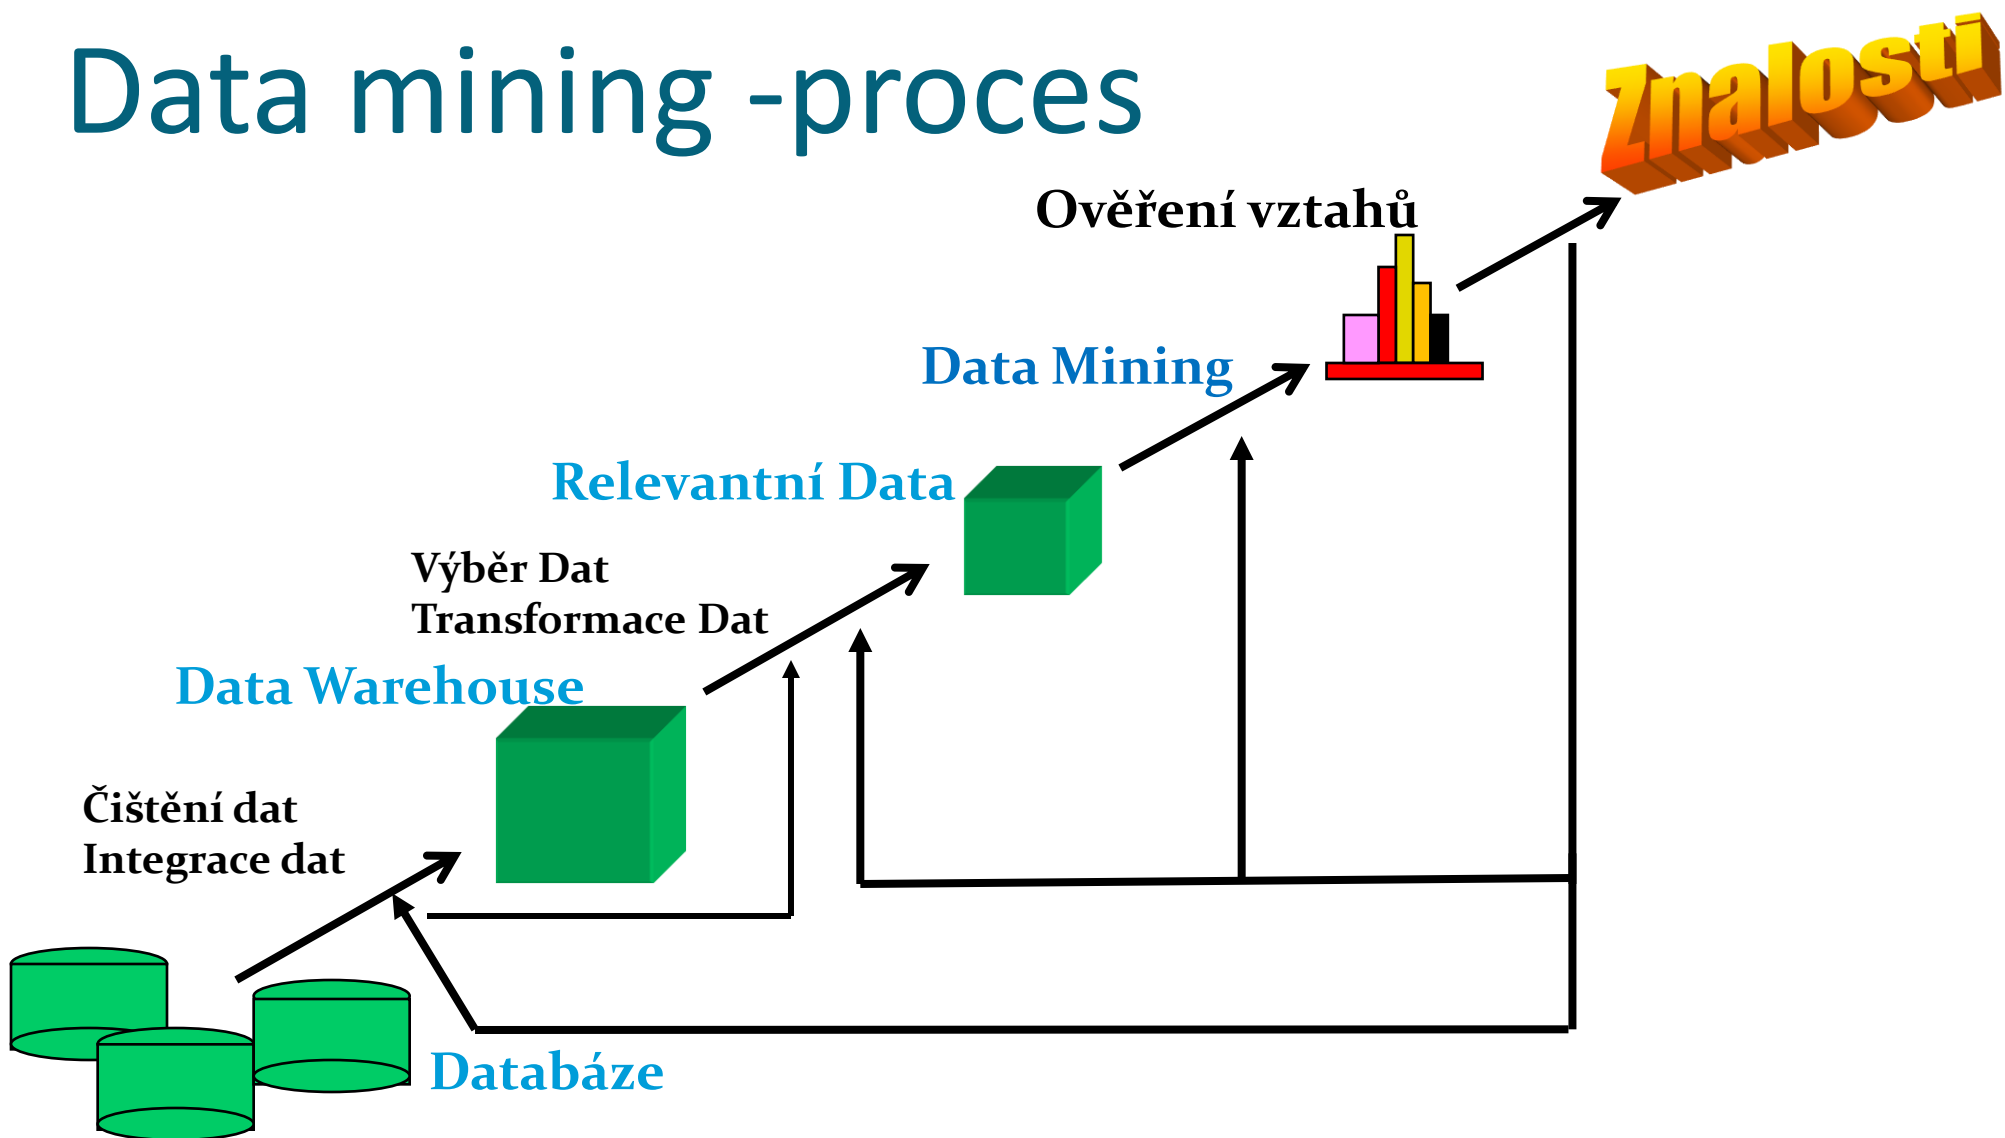 Data mining -proces
Znalosti
Ověření vztahů
Data Mining
Relevantní Data
Výběr Dat
Transformace Dat
Data Warehouse
Čištění dat
Integrace dat
Databáze